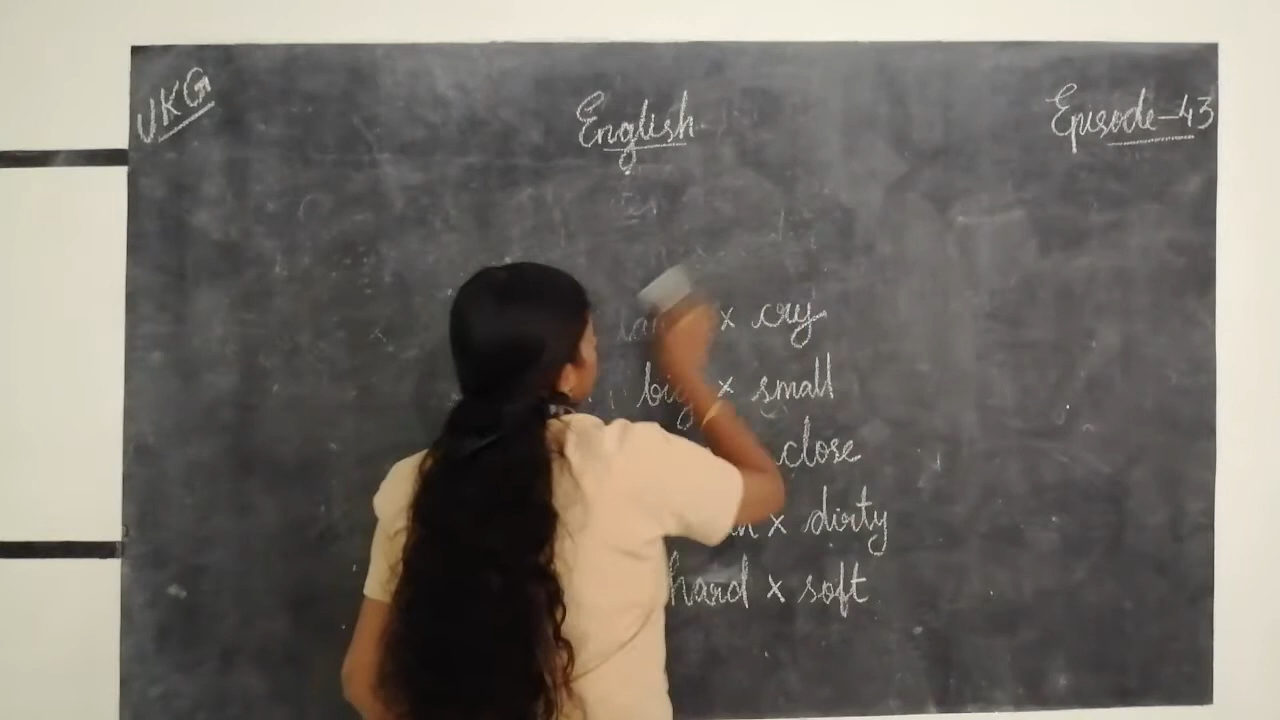 UKG
English
Episode-43
x cry
big x small
close
x dirty
hard x soft